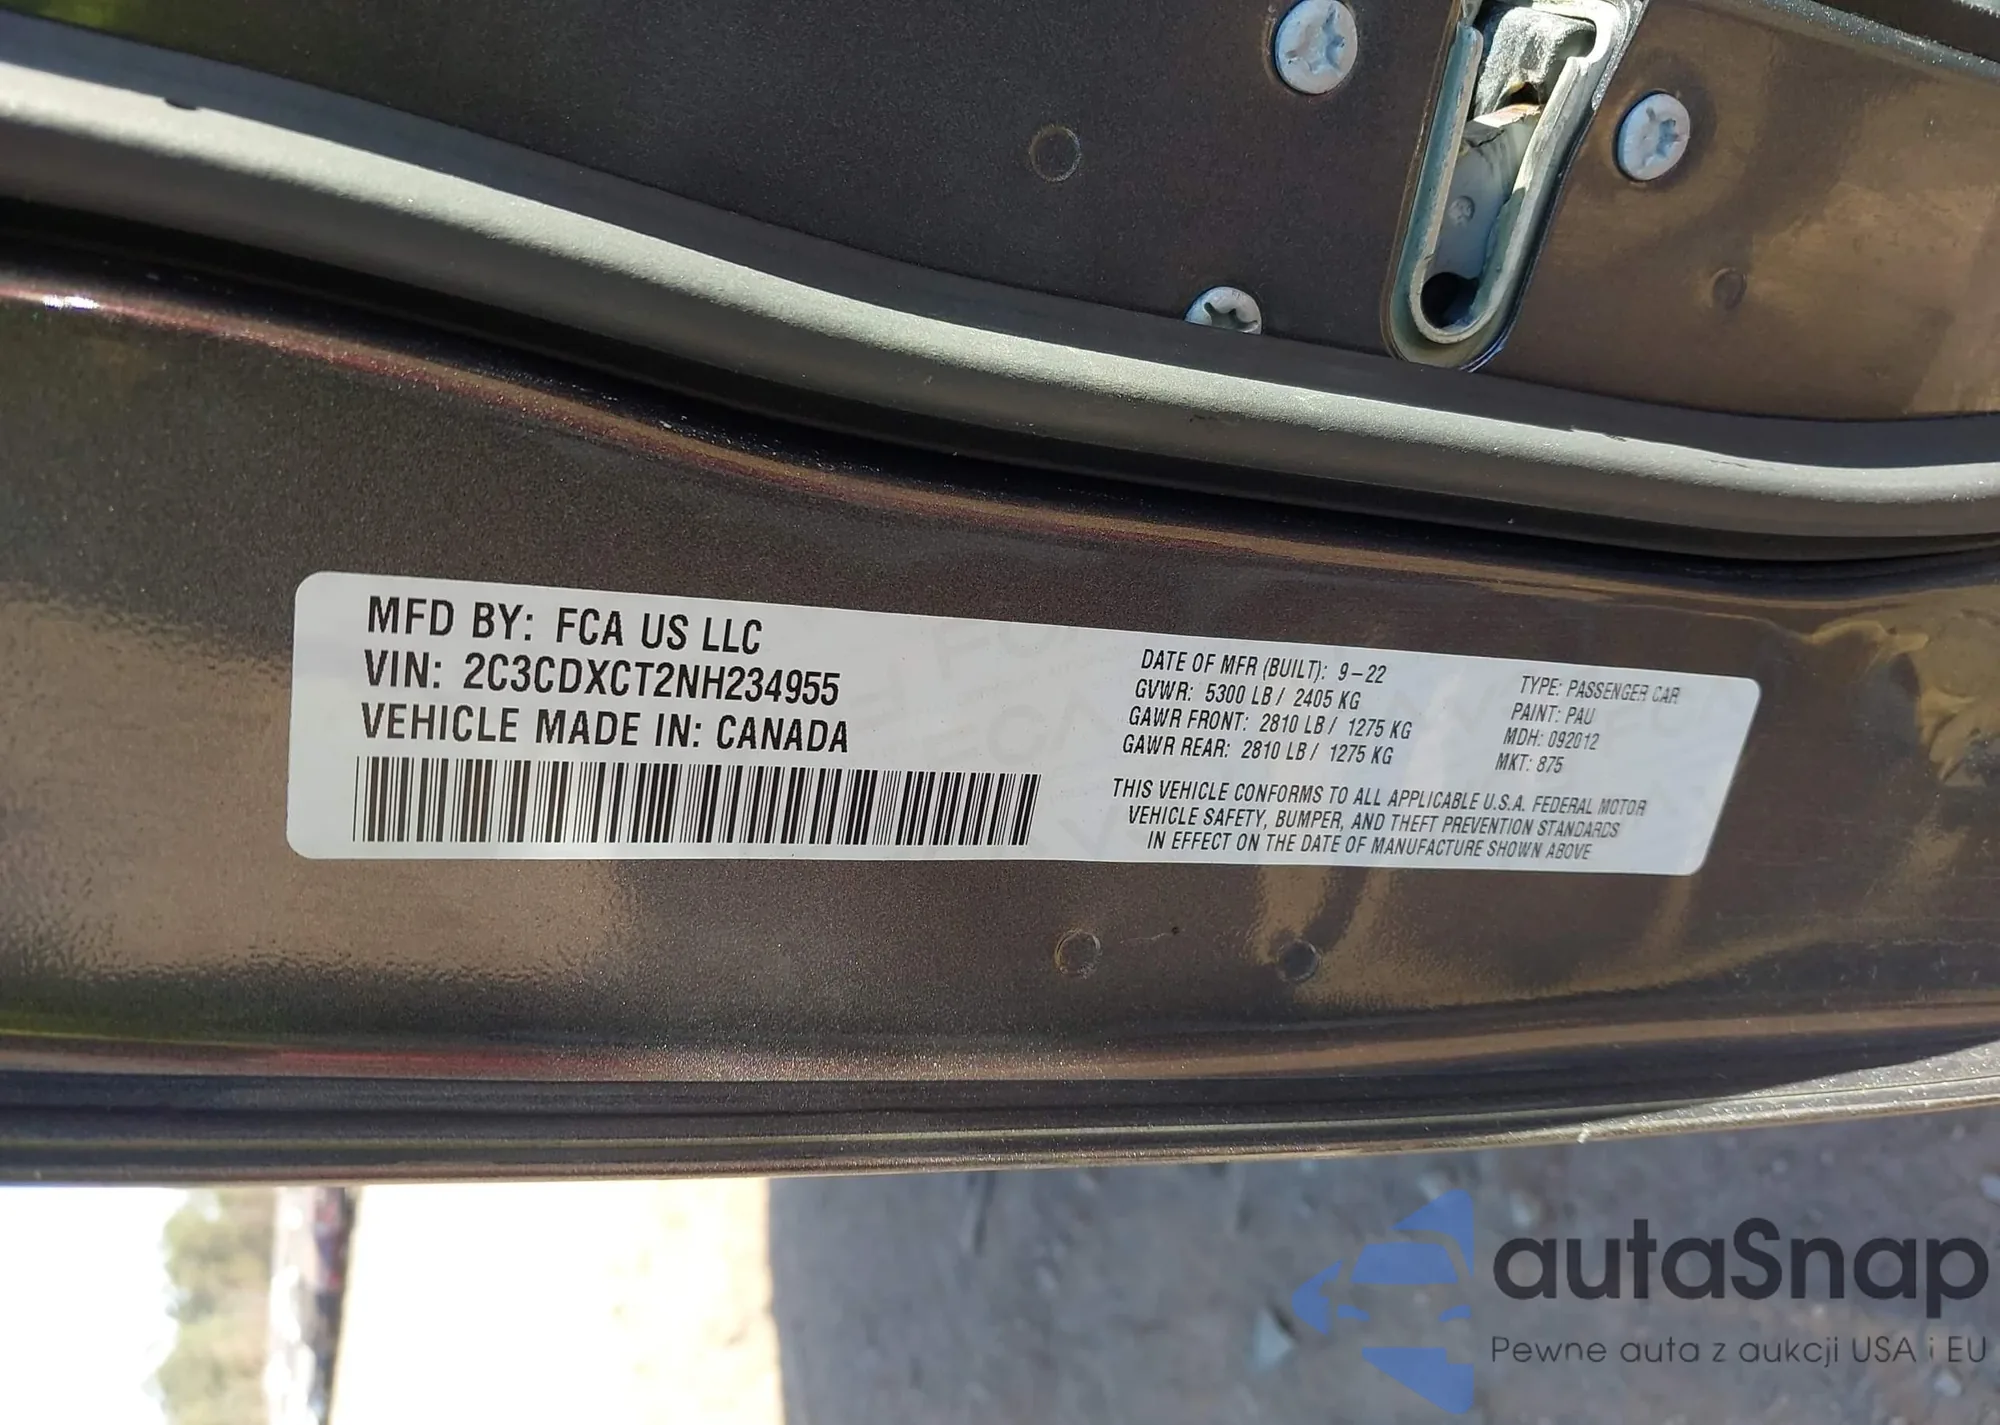 MFD BY: FCA US LLC
VIN: 2C3CDXCT2NH234955
VEHICLE MADE IN: CANADA
DATE OF MFR (BUILT): 9-22
GVWR: 5300 LB / 2405 KG
GAWR FRONT: 2810 LB / 1275 KG
GAWR REAR: 2810 LB / 1275 KG
TYPE: PASSENGER CAR
PAINT: PAU
MDH: 092012
MKT: 875
THIS VEHICLE CONFORMS TO ALL APPLICABLE U.S.A. FEDERAL MOTOR
VEHICLE SAFETY, BUMPER, AND THEFT PREVENTION STANDARDS
IN EFFECT ON THE DATE OF MANUFACTURE SHOWN ABOVE
autaSnap
Pewne auta z aukcji USA i EU